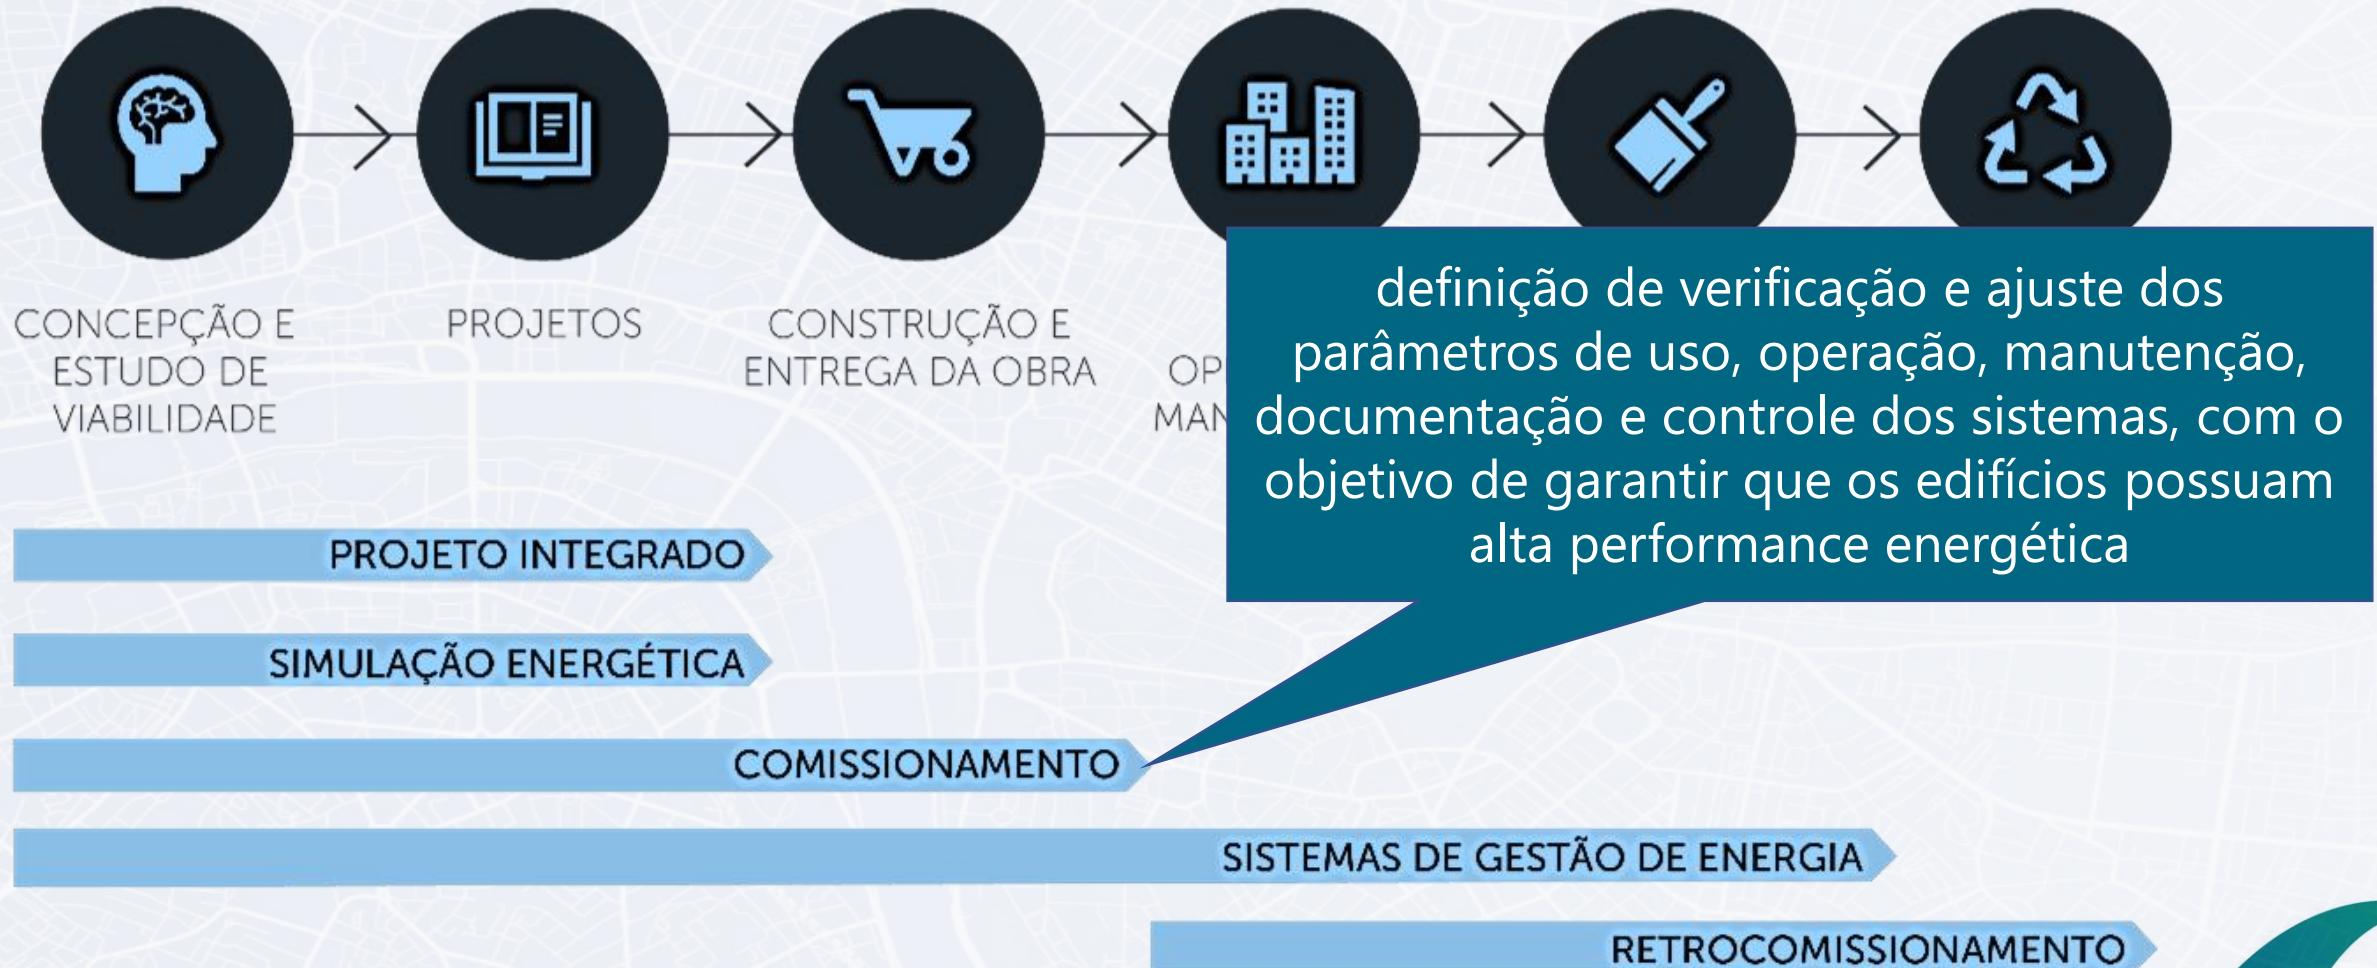 CONCEPÇÃO E
ESTUDO DE
VIABILIDADE
PROJETOS
CONSTRUÇÃO E
ENTREGA DA OBRA
definição de verificação e ajuste dos
parâmetros de uso, operação, manutenção,
documentação e controle dos sistemas, com o
objetivo de garantir que os edifícios possuam
alta performance energética
PROJETO INTEGRADO
SIMULAÇÃO ENERGÉTICA
COMISSIONAMENTO
SISTEMAS DE GESTÃO DE ENERGIA
RETROCOMISSIONAMENTO